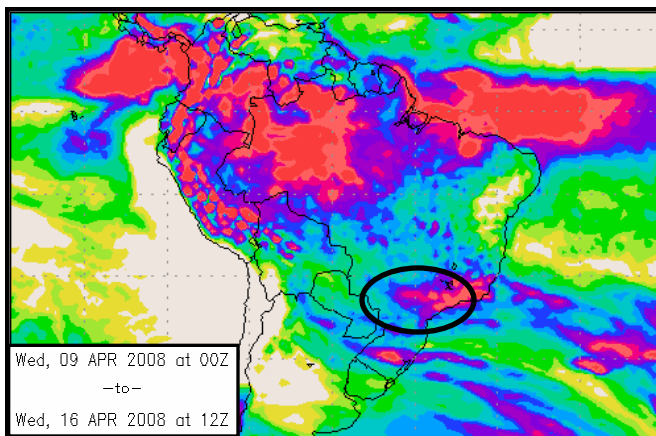 Wed, 09 APR 2008 at 00Z
-to-
Wed, 16 APR 2008 at 12Z